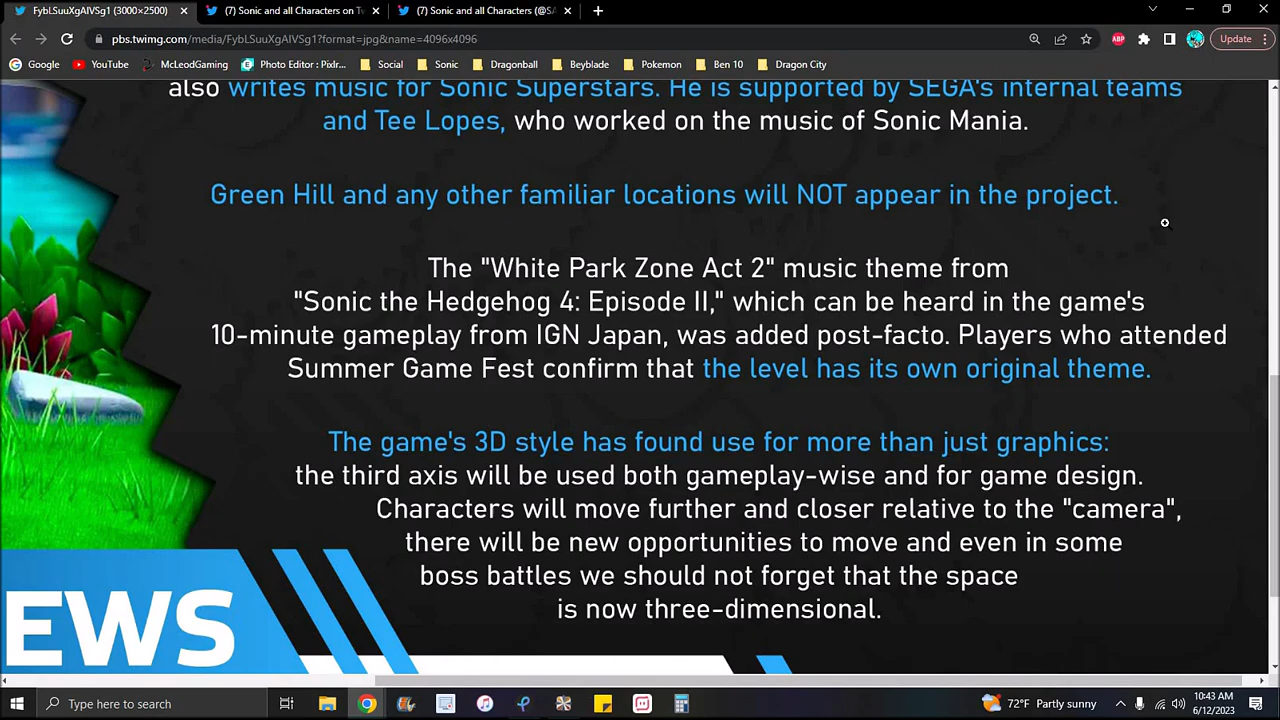 FybLSuuXgAIVSg1 (3000×2500)
(7) Sonic and all Characters on Tw
(7) Sonic and all Characters (@SA
pbs.twimg.com/media/FybLSuuXgAIVSg1?format=jpg&name=4096x4096
ABP
Update
Google
YouTube
McLeodGaming
Photo Editor : Pixlr...
Social
Sonic
Dragonball
Beyblade
Pokemon
Ben 10
Dragon City
also writes music for Sonic Superstars. He is supported by SEGA's internal teams
and Tee Lopes, who worked on the music of Sonic Mania.
Green Hill and any other familiar locations will NOT appear in the project.
The "White Park Zone Act 2" music theme from
"Sonic the Hedgehog 4: Episode II," which can be heard in the game's
10-minute gameplay from IGN Japan, was added post-facto. Players who attended
Summer Game Fest confirm that the level has its own original theme.
The game's 3D style has found use for more than just graphics:
the third axis will be used both gameplay-wise and for game design.
Characters will move further and closer relative to the "camera",
there will be new opportunities to move and even in some
boss battles we should not forget that the space
is now three-dimensional.
EWS
Type here to search
72°F Partly sunny
10:43 AM
6/12/2023